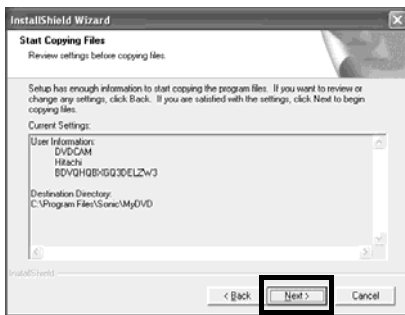 InstallShield Wizard
Start Copying Files
Review settings before copying files.
Setup has enough information to start copying the program files. If you want to review or
change any settings, click Back. If you are satisfied with the settings, click Next to begin
copying files.
Current Settings:
User Information:
DVDCAM
Hitachi
BDVQHQBXGQ3DELZW3
Destination Directory:
C:\Program Files\Sonic\MyDVD
InstallShield
< Back
Next >
Cancel